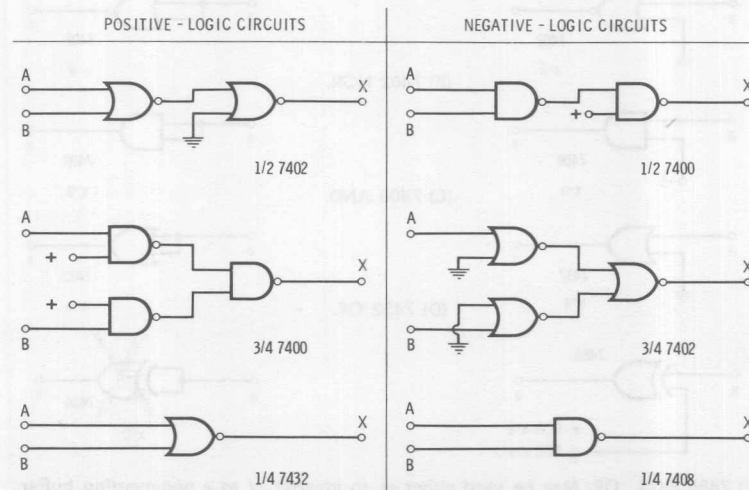 POSITIVE - LOGIC CIRCUITS
NEGATIVE - LOGIC CIRCUITS
A
B
X
1/2 7402
A
B
+
X
1/2 7400
A
+
+
B
X
3/4 7400
A
B
X
3/4 7402
A
B
X
1/4 7432
A
B
X
1/4 7408